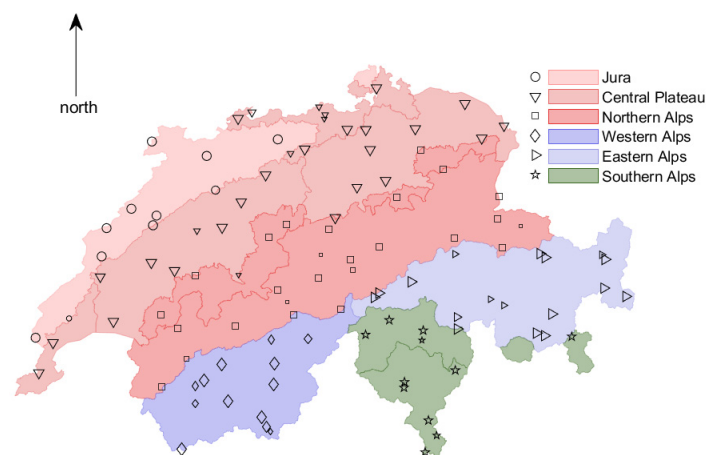 north
Jura
Central Plateau
Northern Alps
Western Alps
Eastern Alps
Southern Alps